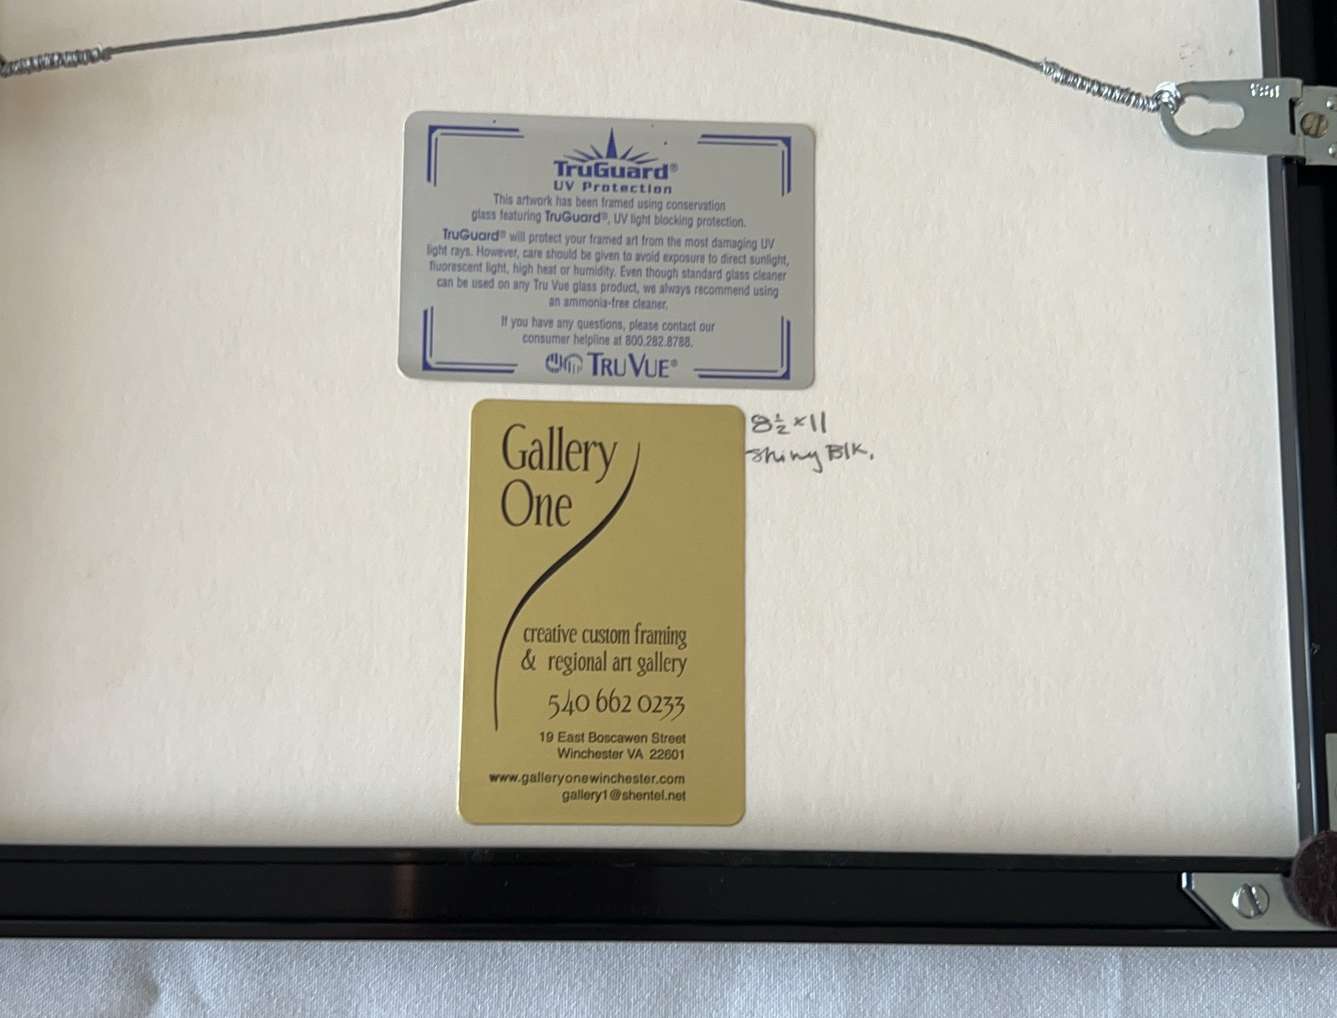 TruGuard®
UV Protection
This artwork has been framed using conservation
glass featuring TruGuard®, UV light blocking protection.
TruGuard® will protect your framed art from the most damaging UV
light rays. However, care should be given to avoid exposure to direct sunlight,
fluorescent light, high heat or humidity. Even though standard glass cleaner
can be used on any Tru Vue glass product, we always recommend using
an ammonia-free cleaner.
If you have any questions, please contact our
consumer helpline at 800.282.8788.
TRU VUE®
Gallery
One
creative custom framing
& regional art gallery
540 662 0233
19 East Boscawen Street
Winchester VA 22601
www.galleryonewinchester.com
gallery1@shentel.net
8½ x 11
Shiny Blk.